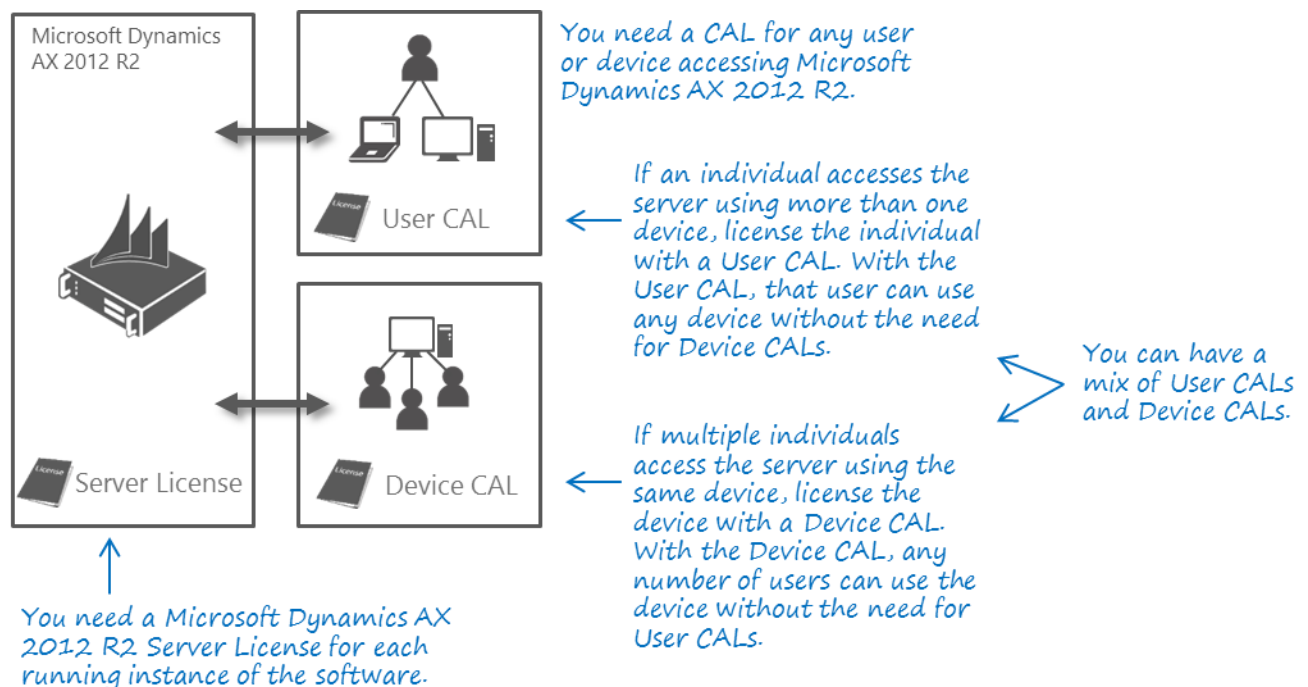 Microsoft Dynamics
AX 2012 R2
License
Server License
License
User CAL
License
Device CAL
You need a CAL for any user
or device accessing Microsoft
Dynamics AX 2012 R2.
If an individual accesses the
server using more than one
device, license the individual
with a User CAL. With the
User CAL, that user can use
any device without the need
for Device CALs.
If multiple individuals
access the server using the
same device, license the
device with a Device CAL.
With the Device CAL, any
number of users can use the
device without the need for
User CALs.
You can have a
mix of User CALs
and Device CALs.
You need a Microsoft Dynamics AX
2012 R2 Server License for each
running instance of the software.